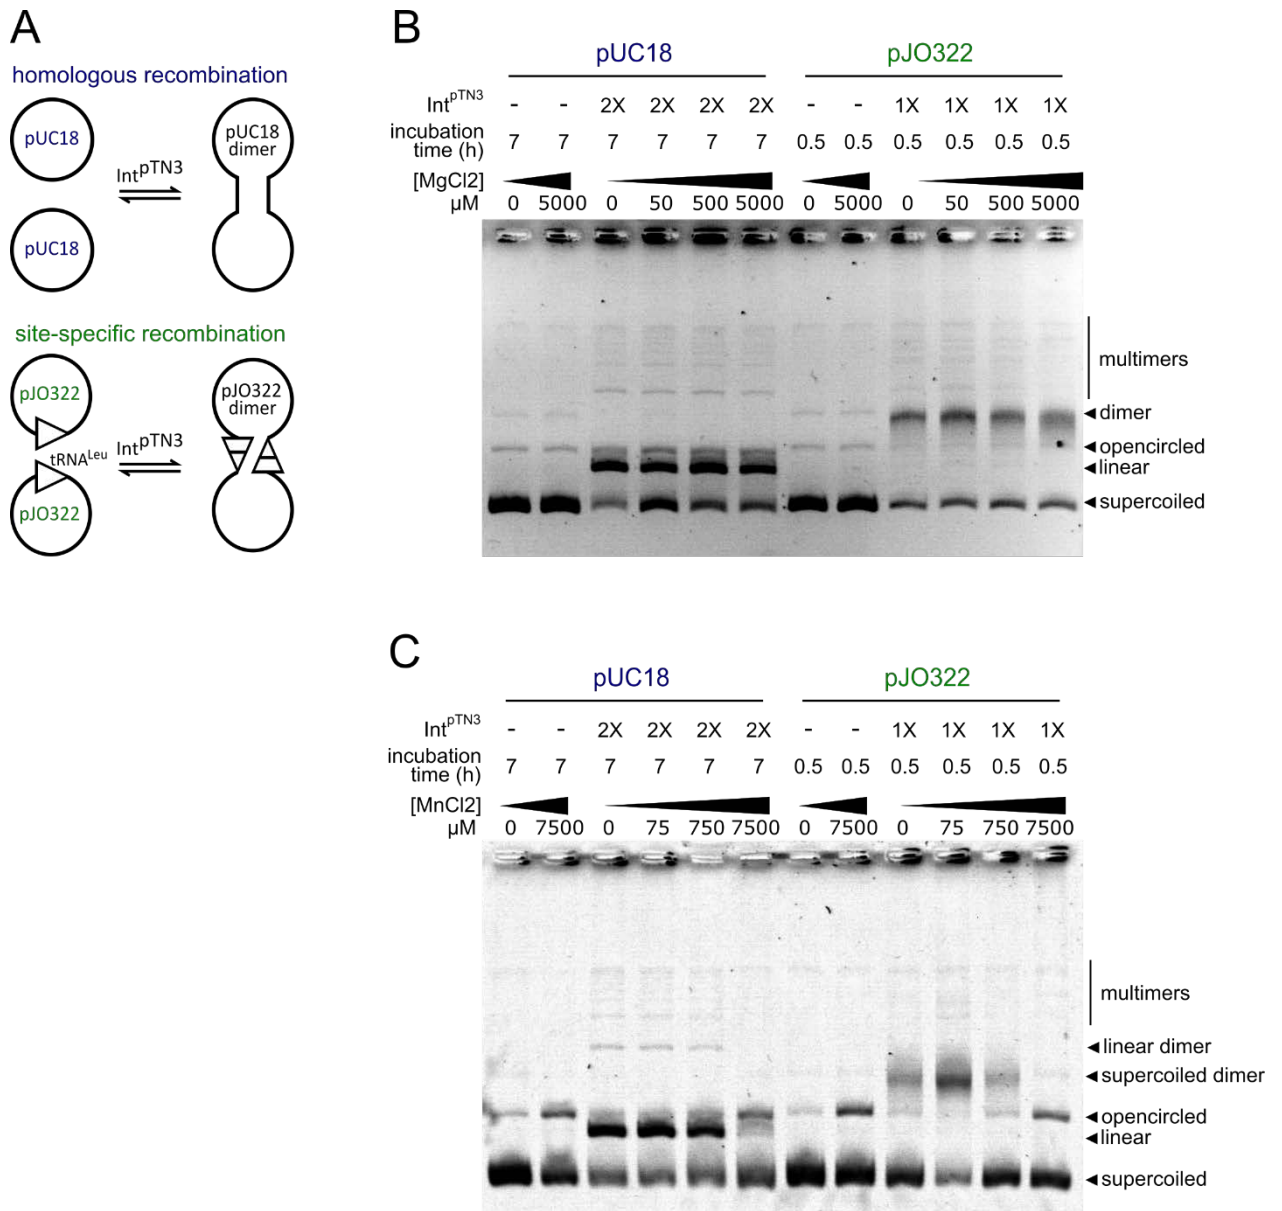 A
homologous recombination
pUC18
pUC18
dimer
IntpTN3
pUC18
site-specific recombination
pJO322
pJO322
dimer
tRNALeu
IntpTN3
pJO322
B
pUC18 pJO322
IntpTN3 - - 2X 2X 2X 2X - - 1X 1X 1X 1X
incubation
time (h) 7 7 7 7 7 7 0.5 0.5 0.5 0.5 0.5 0.5
[MgCl2]
µM 0 5000 0 50 500 5000 0 5000 0 50 500 5000
multimers
dimer
opencircled
linear
supercoiled
C
pUC18 pJO322
IntpTN3 - - 2X 2X 2X 2X - - 1X 1X 1X 1X
incubation
time (h) 7 7 7 7 7 7 0.5 0.5 0.5 0.5 0.5 0.5
[MnCl2]
µM 0 7500 0 75 750 7500 0 7500 0 75 750 7500
multimers
linear dimer
supercoiled dimer
opencircled
linear
supercoiled